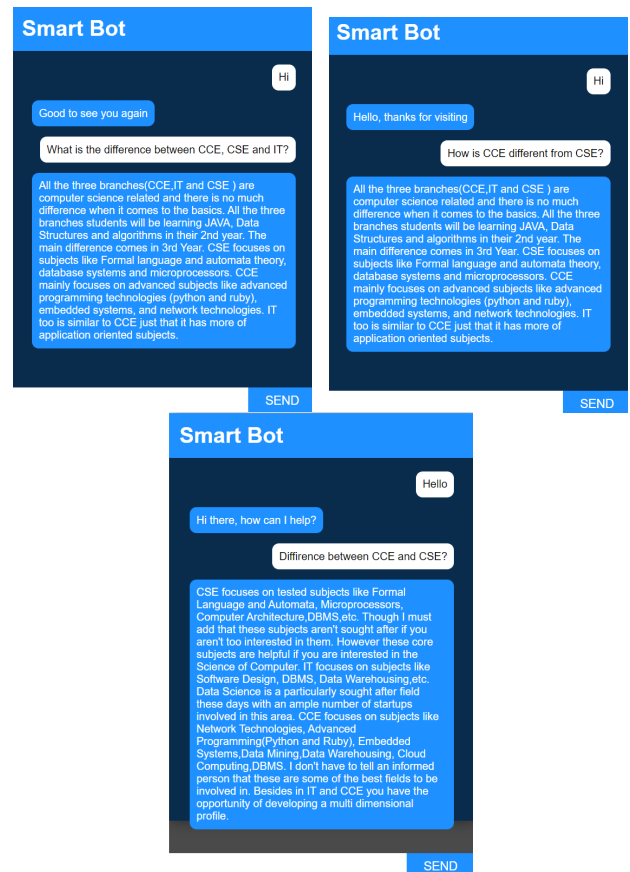 Smart Bot
Hi
Good to see you again
What is the difference between CCE, CSE and IT?
All the three branches(CCE,IT and CSE ) are
computer science related and there is no much
difference when it comes to the basics. All the three
branches students will be learning JAVA, Data
Structures and algorithms in their 2nd year. The
main difference comes in 3rd Year. CSE focuses on
subjects like Formal language and automata theory,
database systems and microprocessors. CCE
mainly focuses on advanced subjects like advanced
programming technologies (python and ruby),
embedded systems, and network technologies. IT
too is similar to CCE just that it has more of
application oriented subjects.
SEND
Smart Bot
Hi
Hello, thanks for visiting
How is CCE different from CSE?
All the three branches(CCE,IT and CSE ) are
computer science related and there is no much
difference when it comes to the basics. All the three
branches students will be learning JAVA, Data
Structures and algorithms in their 2nd year. The
main difference comes in 3rd Year. CSE focuses on
subjects like Formal language and automata theory,
database systems and microprocessors. CCE
mainly focuses on advanced subjects like advanced
programming technologies (python and ruby),
embedded systems, and network technologies. IT
too is similar to CCE just that it has more of
application oriented subjects.
SEND
Smart Bot
Hello
Hi there, how can I help?
Diffirence between CCE and CSE?
CSE focuses on tested subjects like Formal
Language and Automata, Microprocessors,
Computer Architecture,DBMS,etc. Though I must
add that these subjects aren't sought after if you
aren't too interested in them. However these core
subjects are helpful if you are interested in the
Science of Computer. IT focuses on subjects like
Software Design, DBMS, Data Warehousing,etc.
Data Science is a particularly sought after field
these days with an ample number of startups
involved in this area. CCE focuses on subjects like
Network Technologies, Advanced
Programming(Python and Ruby), Embedded
Systems,Data Mining,Data Warehousing, Cloud
Computing,DBMS. I don't have to tell an informed
person that these are some of the best fields to be
involved in. Besides in IT and CCE you have the
opportunity of developing a multi dimensional
profile.
SEND